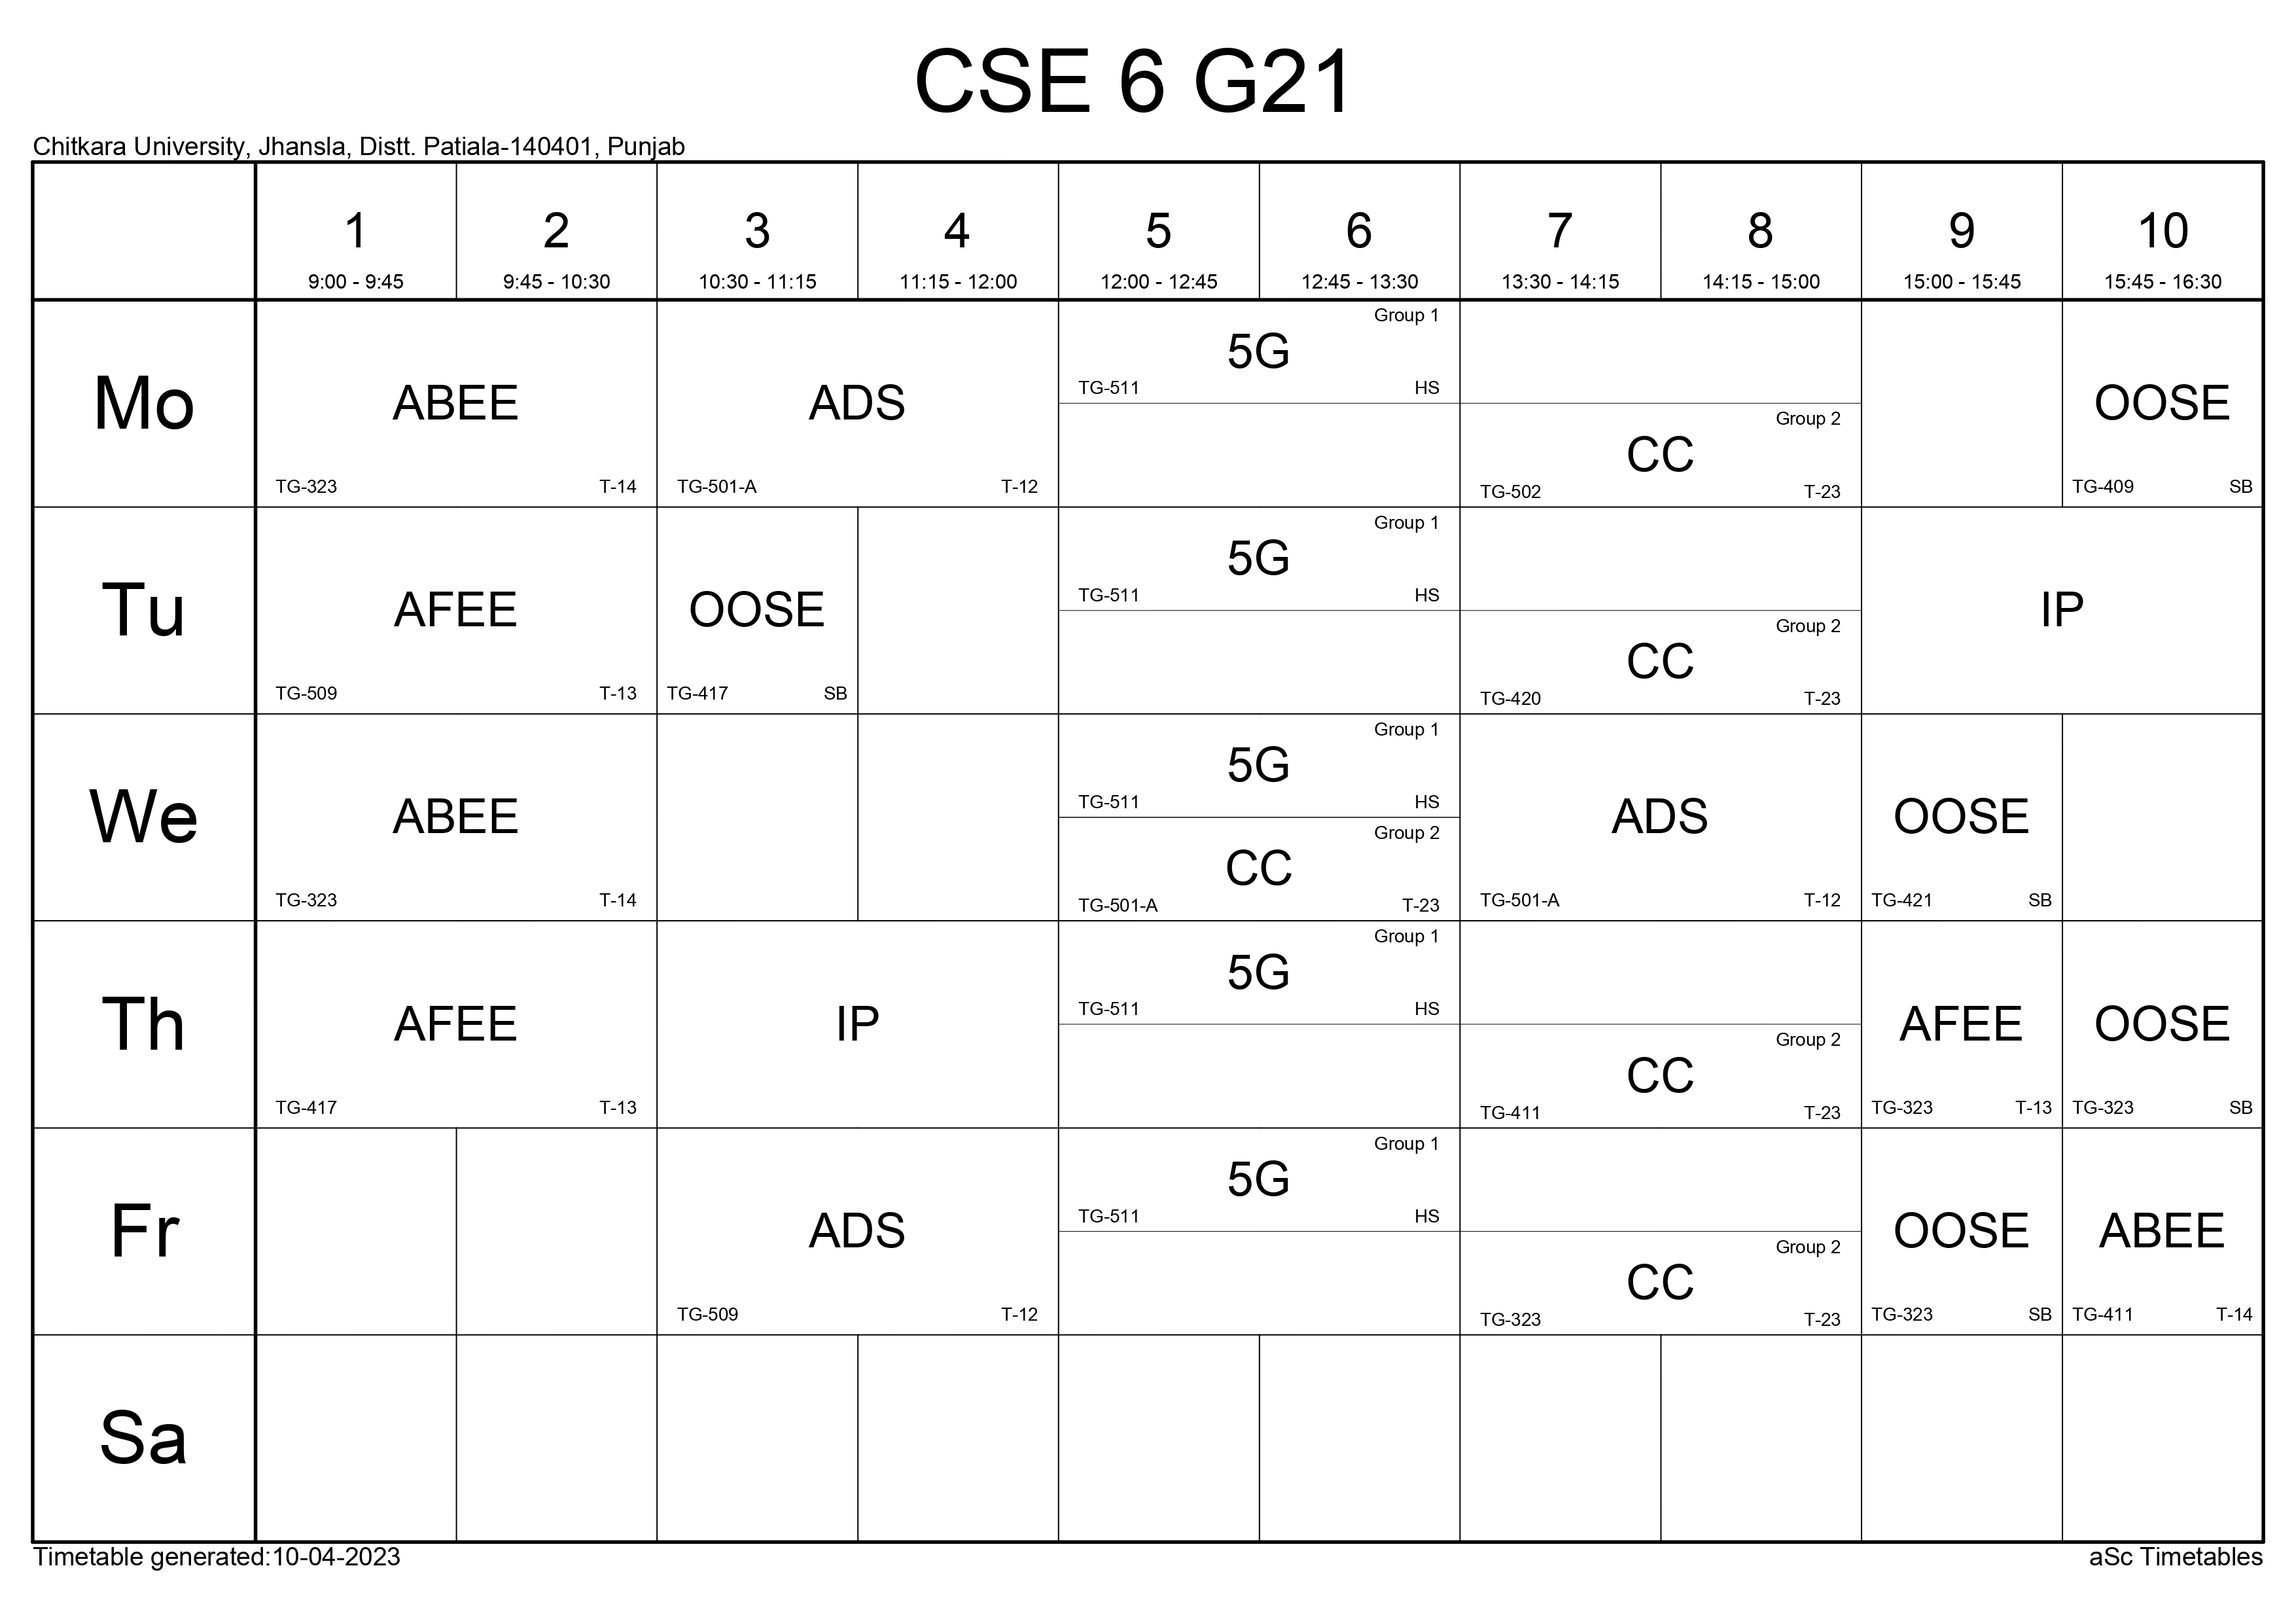 CSE 6 G21
Chitkara University, Jhansla, Distt. Patiala-140401, Punjab
1 2 3 4 5 6 7 8 9 10
9:00 - 9:45 9:45 - 10:30 10:30 - 11:15 11:15 - 12:00 12:00 - 12:45 12:45 - 13:30 13:30 - 14:15 14:15 - 15:00 15:00 - 15:45 15:45 - 16:30
Group 1
5G
TG-511 HS
Mo ABEE ADS OOSE
Group 2
CC
TG-323 T-14 TG-501-A T-12 TG-502 T-23 TG-409 SB
Group 1
5G
TG-511 HS
Tu AFEE OOSE IP
Group 2
CC
TG-509 T-13 TG-417 SB TG-420 T-23
Group 1
5G
TG-511 HS
We ABEE ADS OOSE
Group 2
CC
TG-323 T-14 TG-501-A T-23 TG-501-A T-12 TG-421 SB
Group 1
5G
TG-511 HS
Th AFEE IP AFEE OOSE
Group 2
CC
TG-417 T-13 TG-411 T-23 TG-323 T-13 TG-323 SB
Group 1
5G
TG-511 HS
Fr ADS OOSE ABEE
Group 2
CC
TG-509 T-12 TG-323 T-23 TG-323 SB TG-411 T-14
Sa
Timetable generated:10-04-2023 aSc Timetables